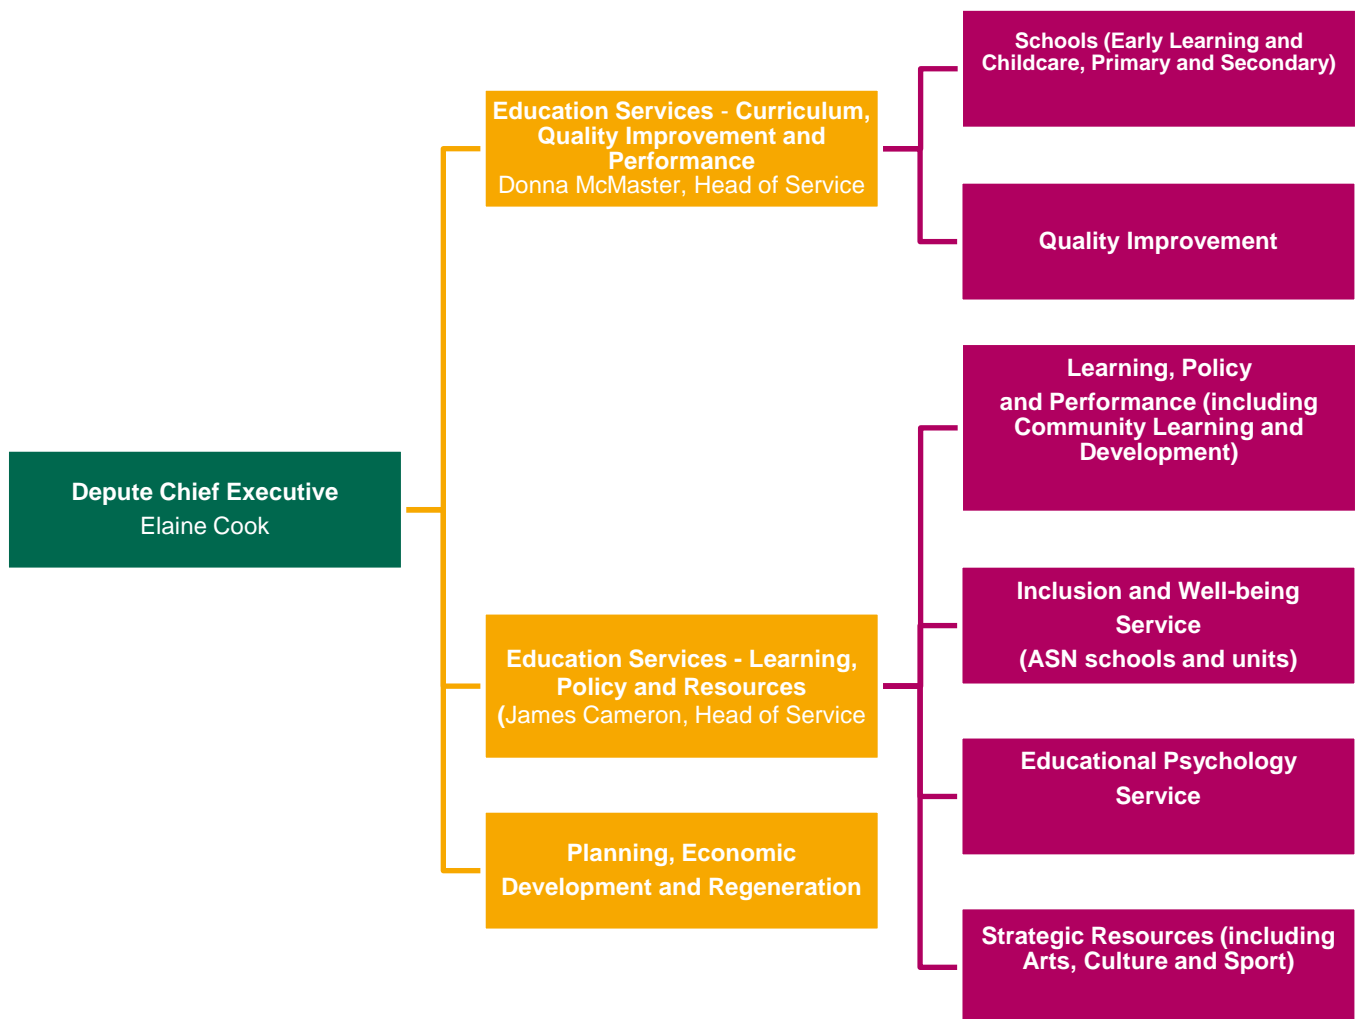 Depute Chief Executive
Elaine Cook
Education Services - Curriculum,
Quality Improvement and
Performance
Donna McMaster, Head of Service
Schools (Early Learning and
Childcare, Primary and Secondary)
Quality Improvement
Education Services - Learning,
Policy and Resources
(James Cameron, Head of Service
Learning, Policy
and Performance (including
Community Learning and
Development)
Inclusion and Well-being
Service
(ASN schools and units)
Educational Psychology
Service
Strategic Resources (including
Arts, Culture and Sport)
Planning, Economic
Development and Regeneration